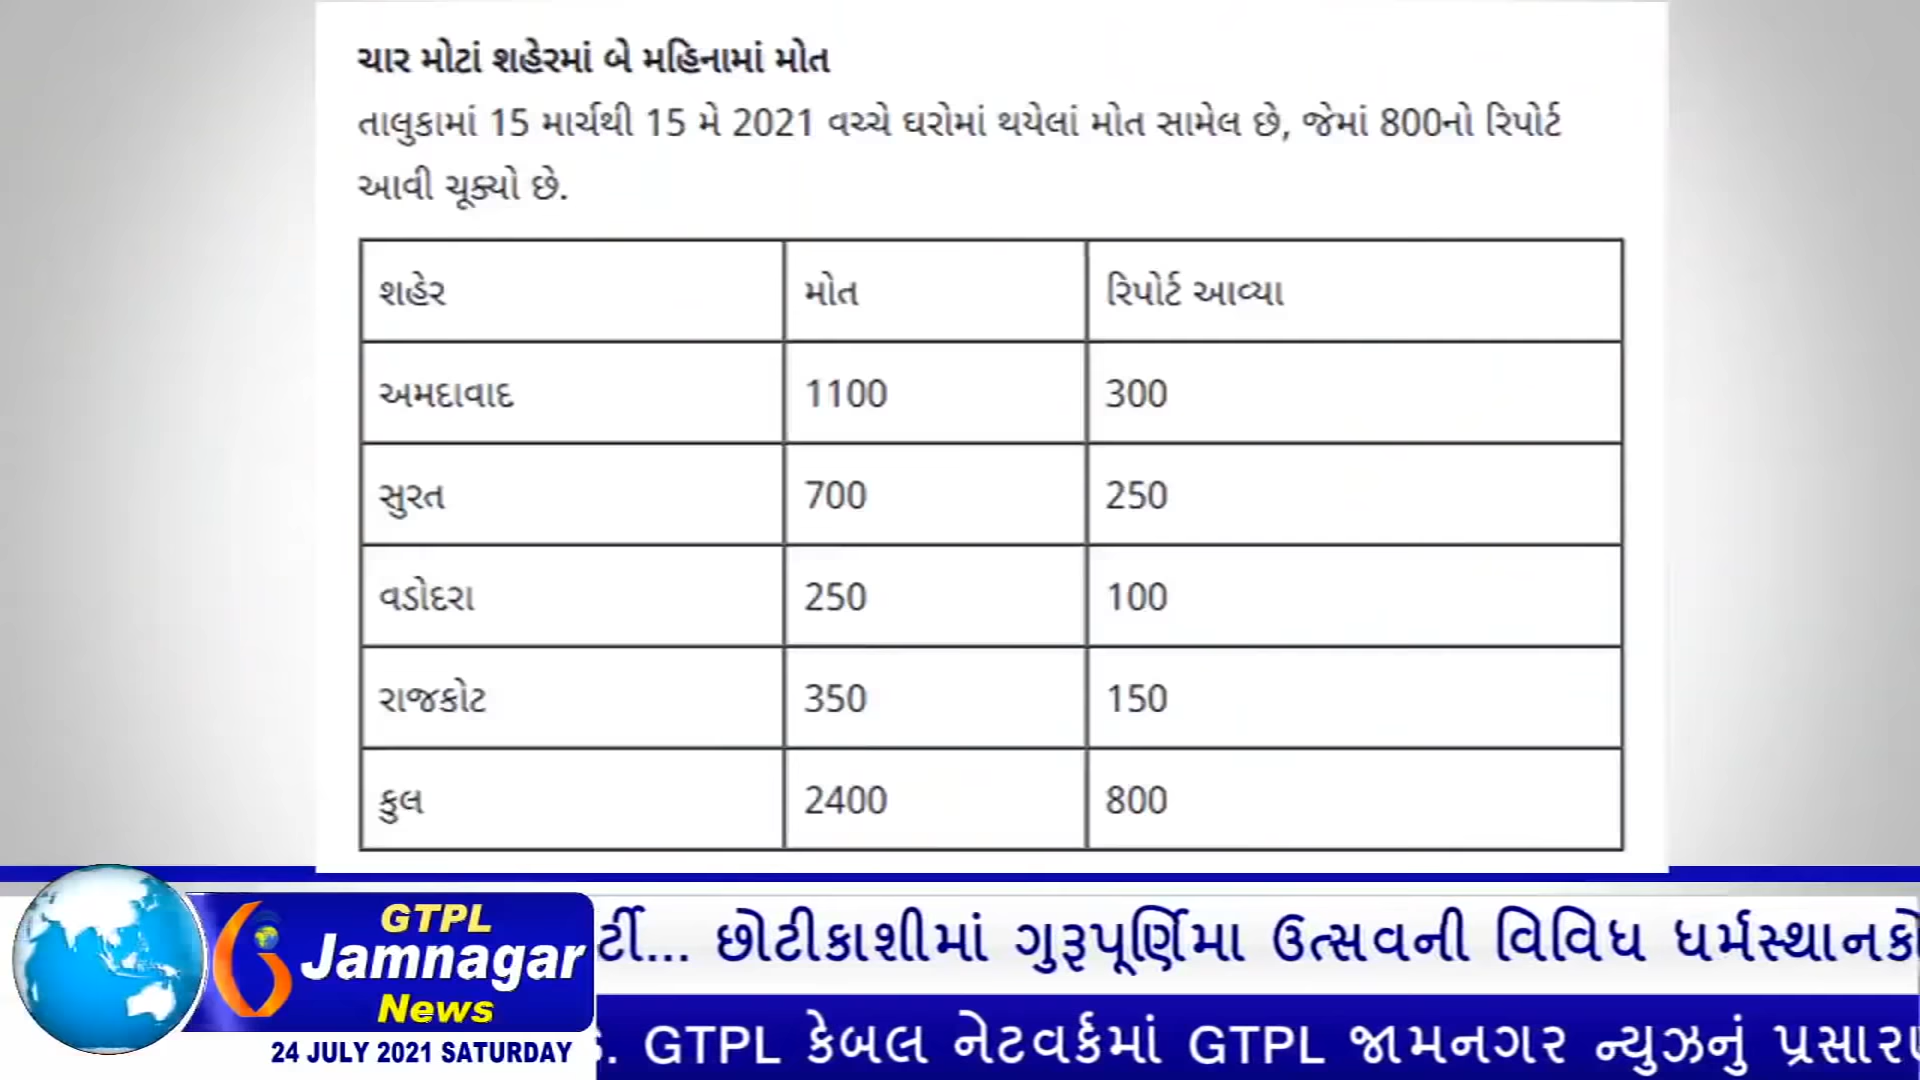 ચાર મોટાં શહેરમાં બે મહિનામાં મોત
તાલુકામાં 15 માર્ચથી 15 મે 2021 વચ્ચે ઘરોમાં થયેલાં મોત સામેલ છે, જેમાં 800નો રિપોર્ટ
આવી ચૂક્યો છે.
શહેર મોત રિપોર્ટ આવ્યા
અમદાવાદ 1100 300
સુરત 700 250
વડોદરા 250 100
રાજકોટ 350 150
કુલ 2400 800
GTPL
Jamnagar
News
24 JULY 2021 SATURDAY
... છોટીકાશીમાં ગુરૂપૂર્ણિમા ઉત્સવની વિવિધ ધર્મસ્થાનકો
GTPL કેબલ નેટવર્કમાં GTPL જામનગર ન્યુઝનું